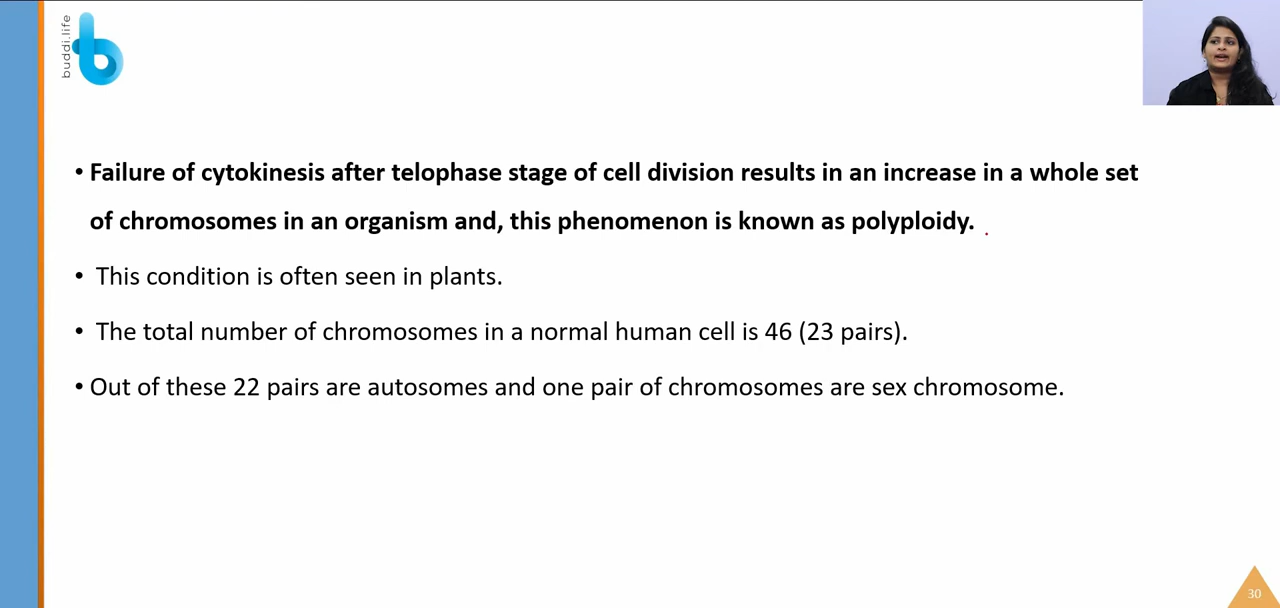 buddi.life
• Failure of cytokinesis after telophase stage of cell division results in an increase in a whole set
of chromosomes in an organism and, this phenomenon is known as polyploidy.
• This condition is often seen in plants.
• The total number of chromosomes in a normal human cell is 46 (23 pairs).
• Out of these 22 pairs are autosomes and one pair of chromosomes are sex chromosome.
30